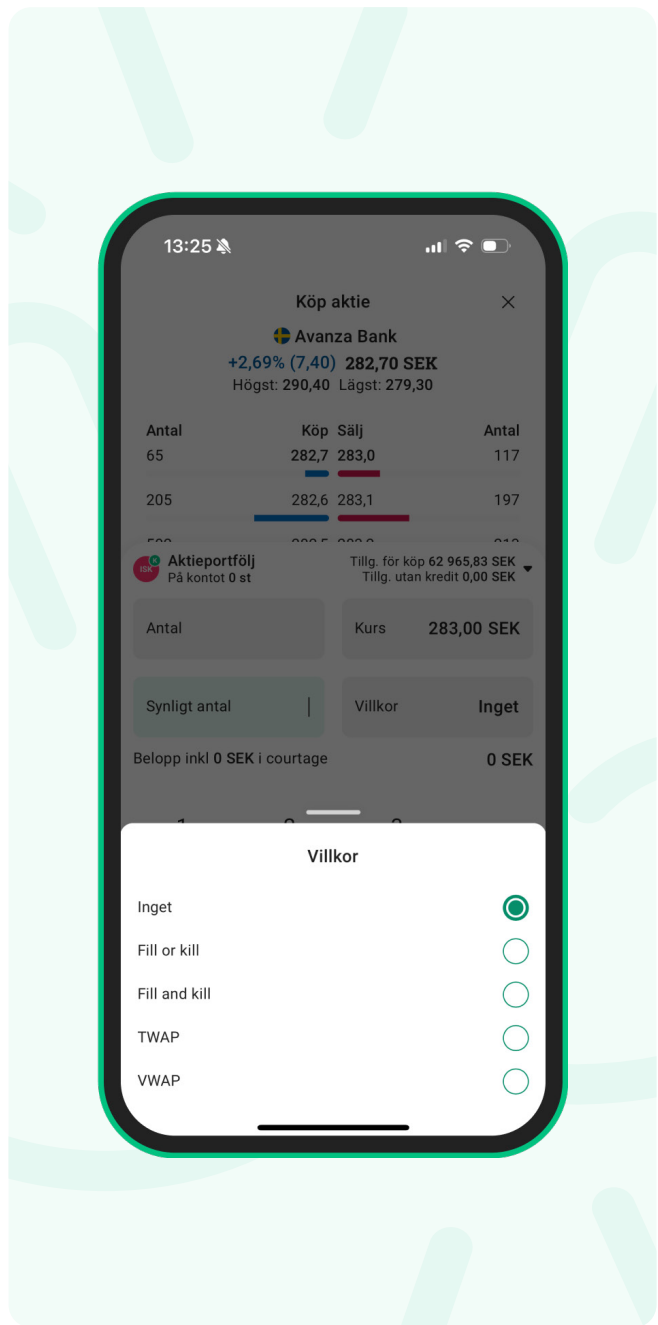 13:25
Köp aktie
Avanza Bank
+2,69% (7,40) 282,70 SEK
Högst: 290,40 Lägst: 279,30
Antal Köp Sälj Antal
65 282,7 283,0 117
205 282,6 283,1 197
ISK K Aktieportfölj Tillg. för köp 62 965,83 SEK
På kontot 0 st Tillg. utan kredit 0,00 SEK
Antal Kurs 283,00 SEK
Synligt antal Villkor Inget
Belopp inkl 0 SEK i courtage 0 SEK
Villkor
Inget
Fill or kill
Fill and kill
TWAP
VWAP